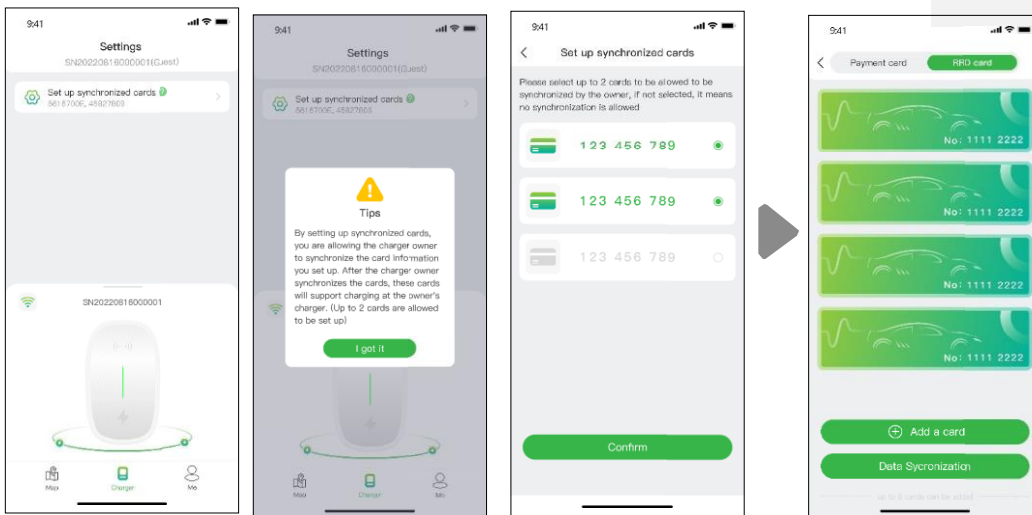 9:41
Settings
SN20220816000001(Guest)
Set up synchronized cards
SN20220816000001
Map
Charger
Me
9:41
Settings
SN20220816000001(Guest)
Set up synchronized cards
Tips
By setting up synchronized cards,
you are allowing the charger owner
to synchronize the card information
you set up. After the charger owner
synchronizes the cards, these cards
will support charging at the owner's
charger. (Up to 2 cards are allowed
to be set up)
I got it
Map
Charger
Me
9:41
Set up synchronized cards
Please select up to 2 cards to be allowed to be
synchronized by the owner, if not selected, it means
no synchronization is allowed
123 456 789
123 456 789
123 456 789
Confirm
9:41
Payment card
RFID card
No: 1111 2222
No: 1111 2222
No: 1111 2222
No: 1111 2222
Add a card
Data Sycronization
cards can be added